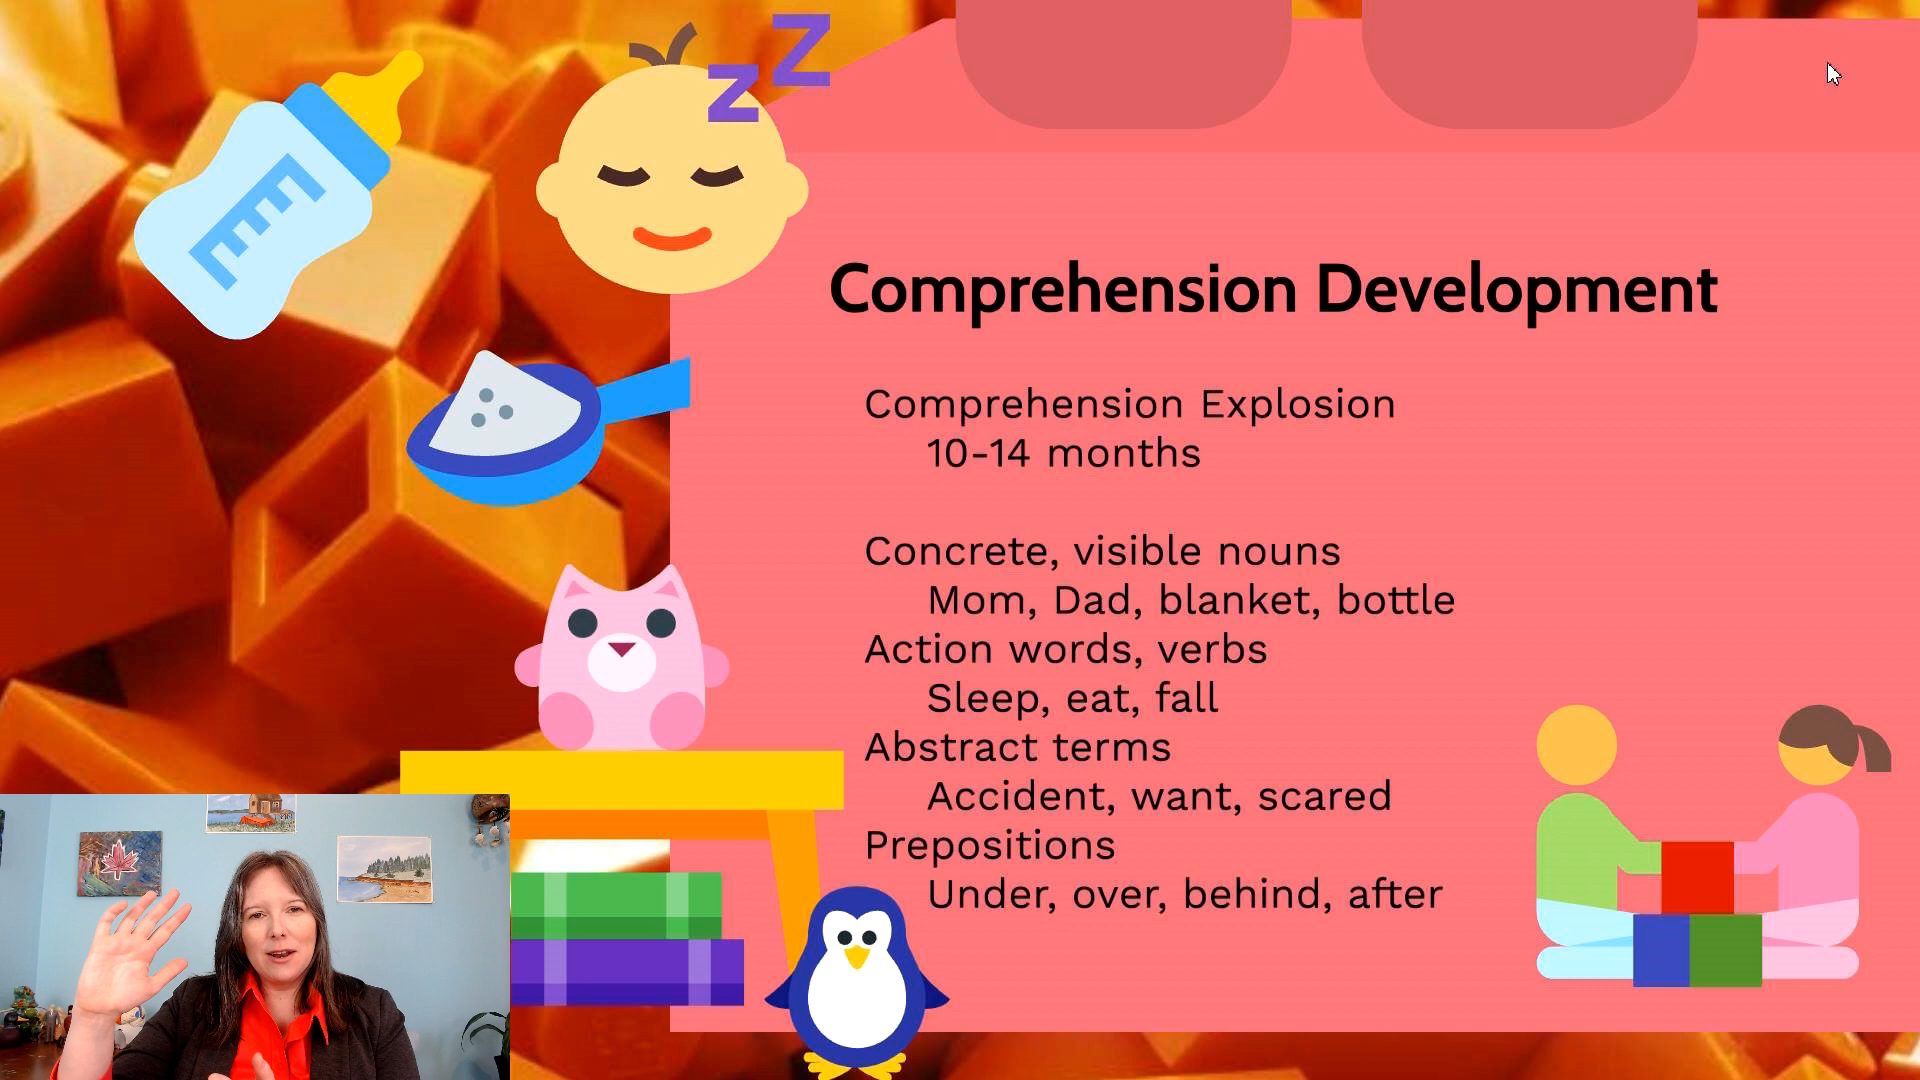 z Z
Comprehension Development
Comprehension Explosion
10-14 months
Concrete, visible nouns
Mom, Dad, blanket, bottle
Action words, verbs
Sleep, eat, fall
Abstract terms
Accident, want, scared
Prepositions
Under, over, behind, after